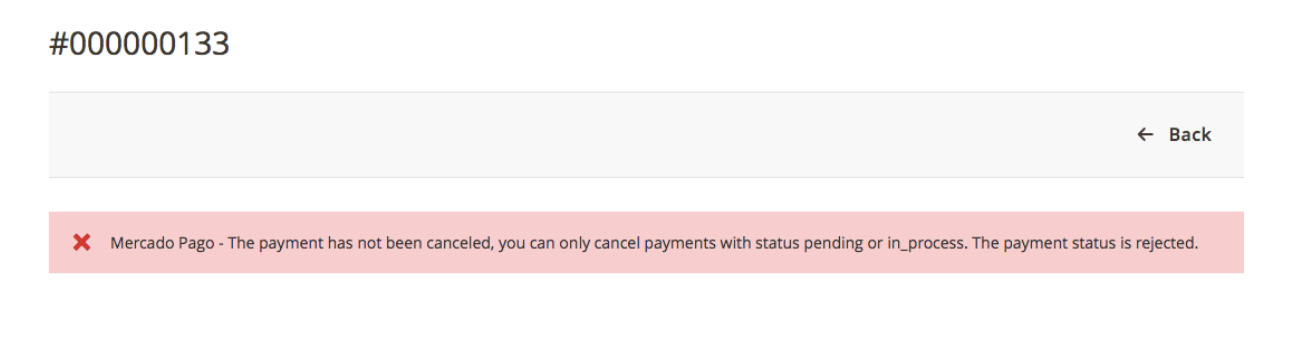 #000000133
← Back
Mercado Pago - The payment has not been canceled, you can only cancel payments with status pending or in_process. The payment status is rejected.